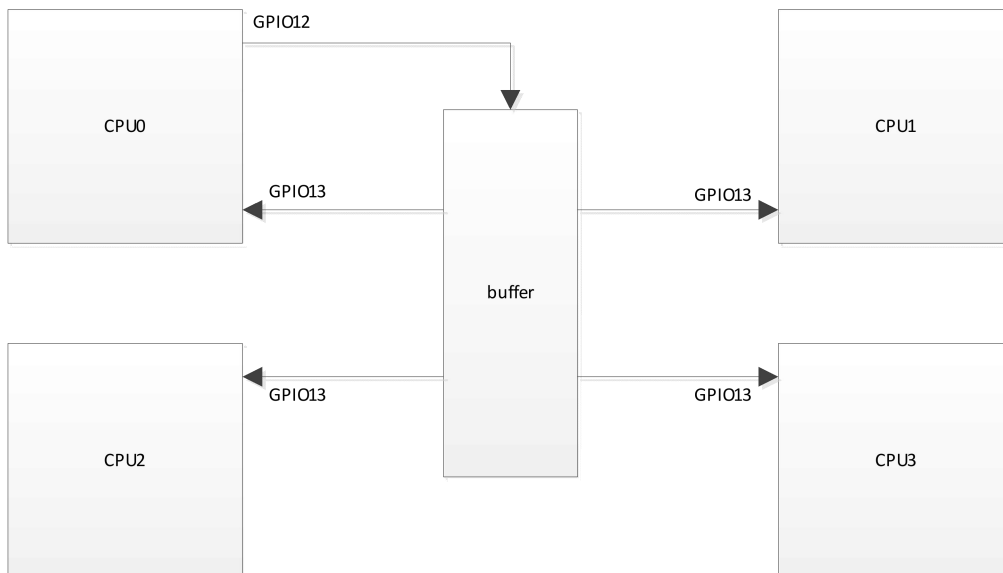 GPIO12
CPU0
CPU1
GPIO13
GPIO13
buffer
GPIO13
GPIO13
CPU2
CPU3